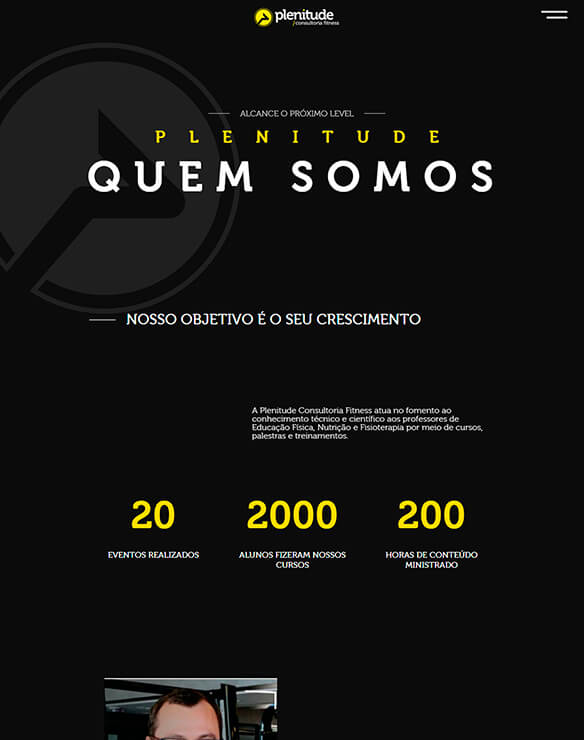 plenitude
/consultoria fitness
ALCANCE O PRÓXIMO LEVEL
PLENITUDE
QUEM SOMOS
NOSSO OBJETIVO É O SEU CRESCIMENTO
A Plenitude Consultoria Fitness atua no fomento ao
conhecimento técnico e científico aos professores de
Educação Física, Nutrição e Fisioterapia por meio de cursos,
palestras e treinamentos.
20
EVENTOS REALIZADOS
2000
ALUNOS FIZERAM NOSSOS
CURSOS
200
HORAS DE CONTEÚDO
MINISTRADO